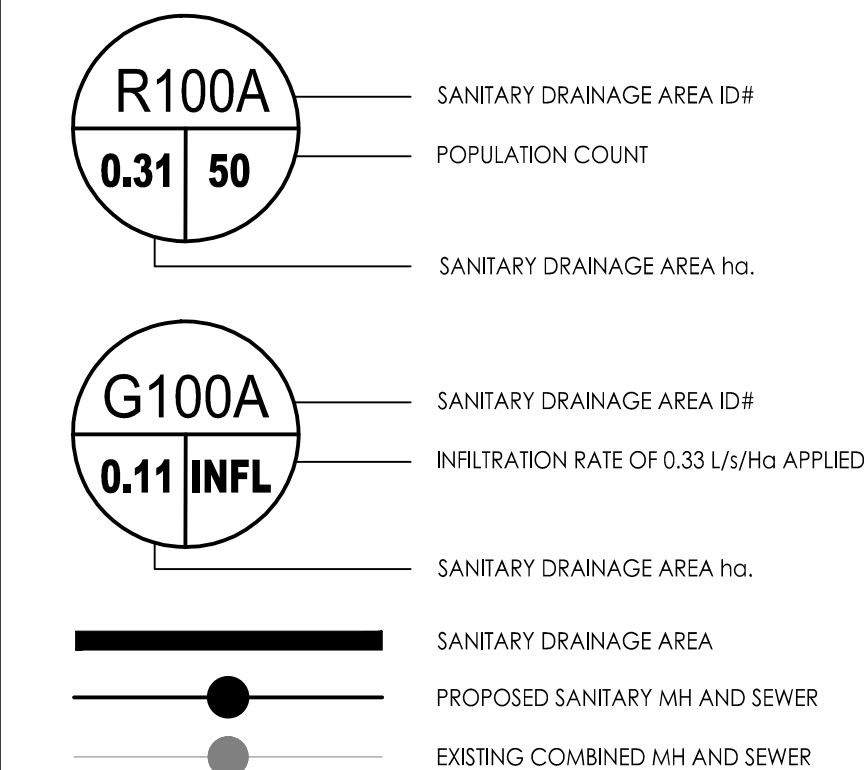 R100A
SANITARY DRAINAGE AREA ID#
0.31 50
POPULATION COUNT
SANITARY DRAINAGE AREA ha.
G100A
SANITARY DRAINAGE AREA ID#
0.11 INFL
INFILTRATION RATE OF 0.33 L/s/Ha APPLIED
SANITARY DRAINAGE AREA ha.
SANITARY DRAINAGE AREA
PROPOSED SANITARY MH AND SEWER
EXISTING COMBINED MH AND SEWER